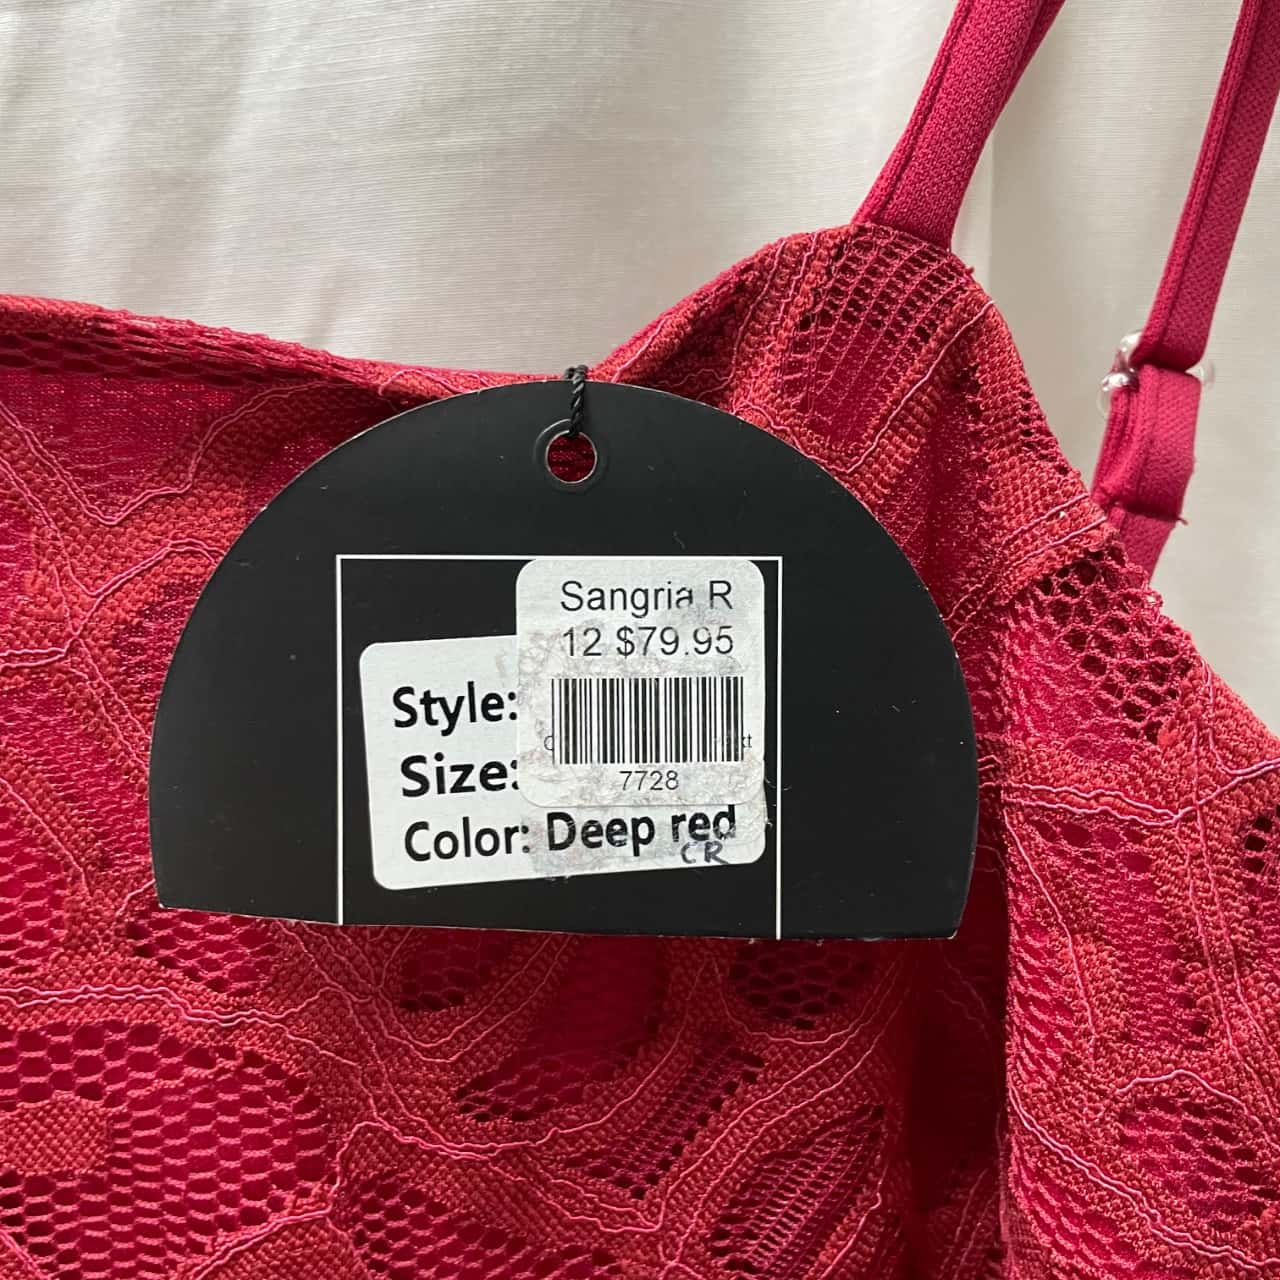 Sangria R
12 $79.95
7728
Style:
Size:
Color: Deep red
CR